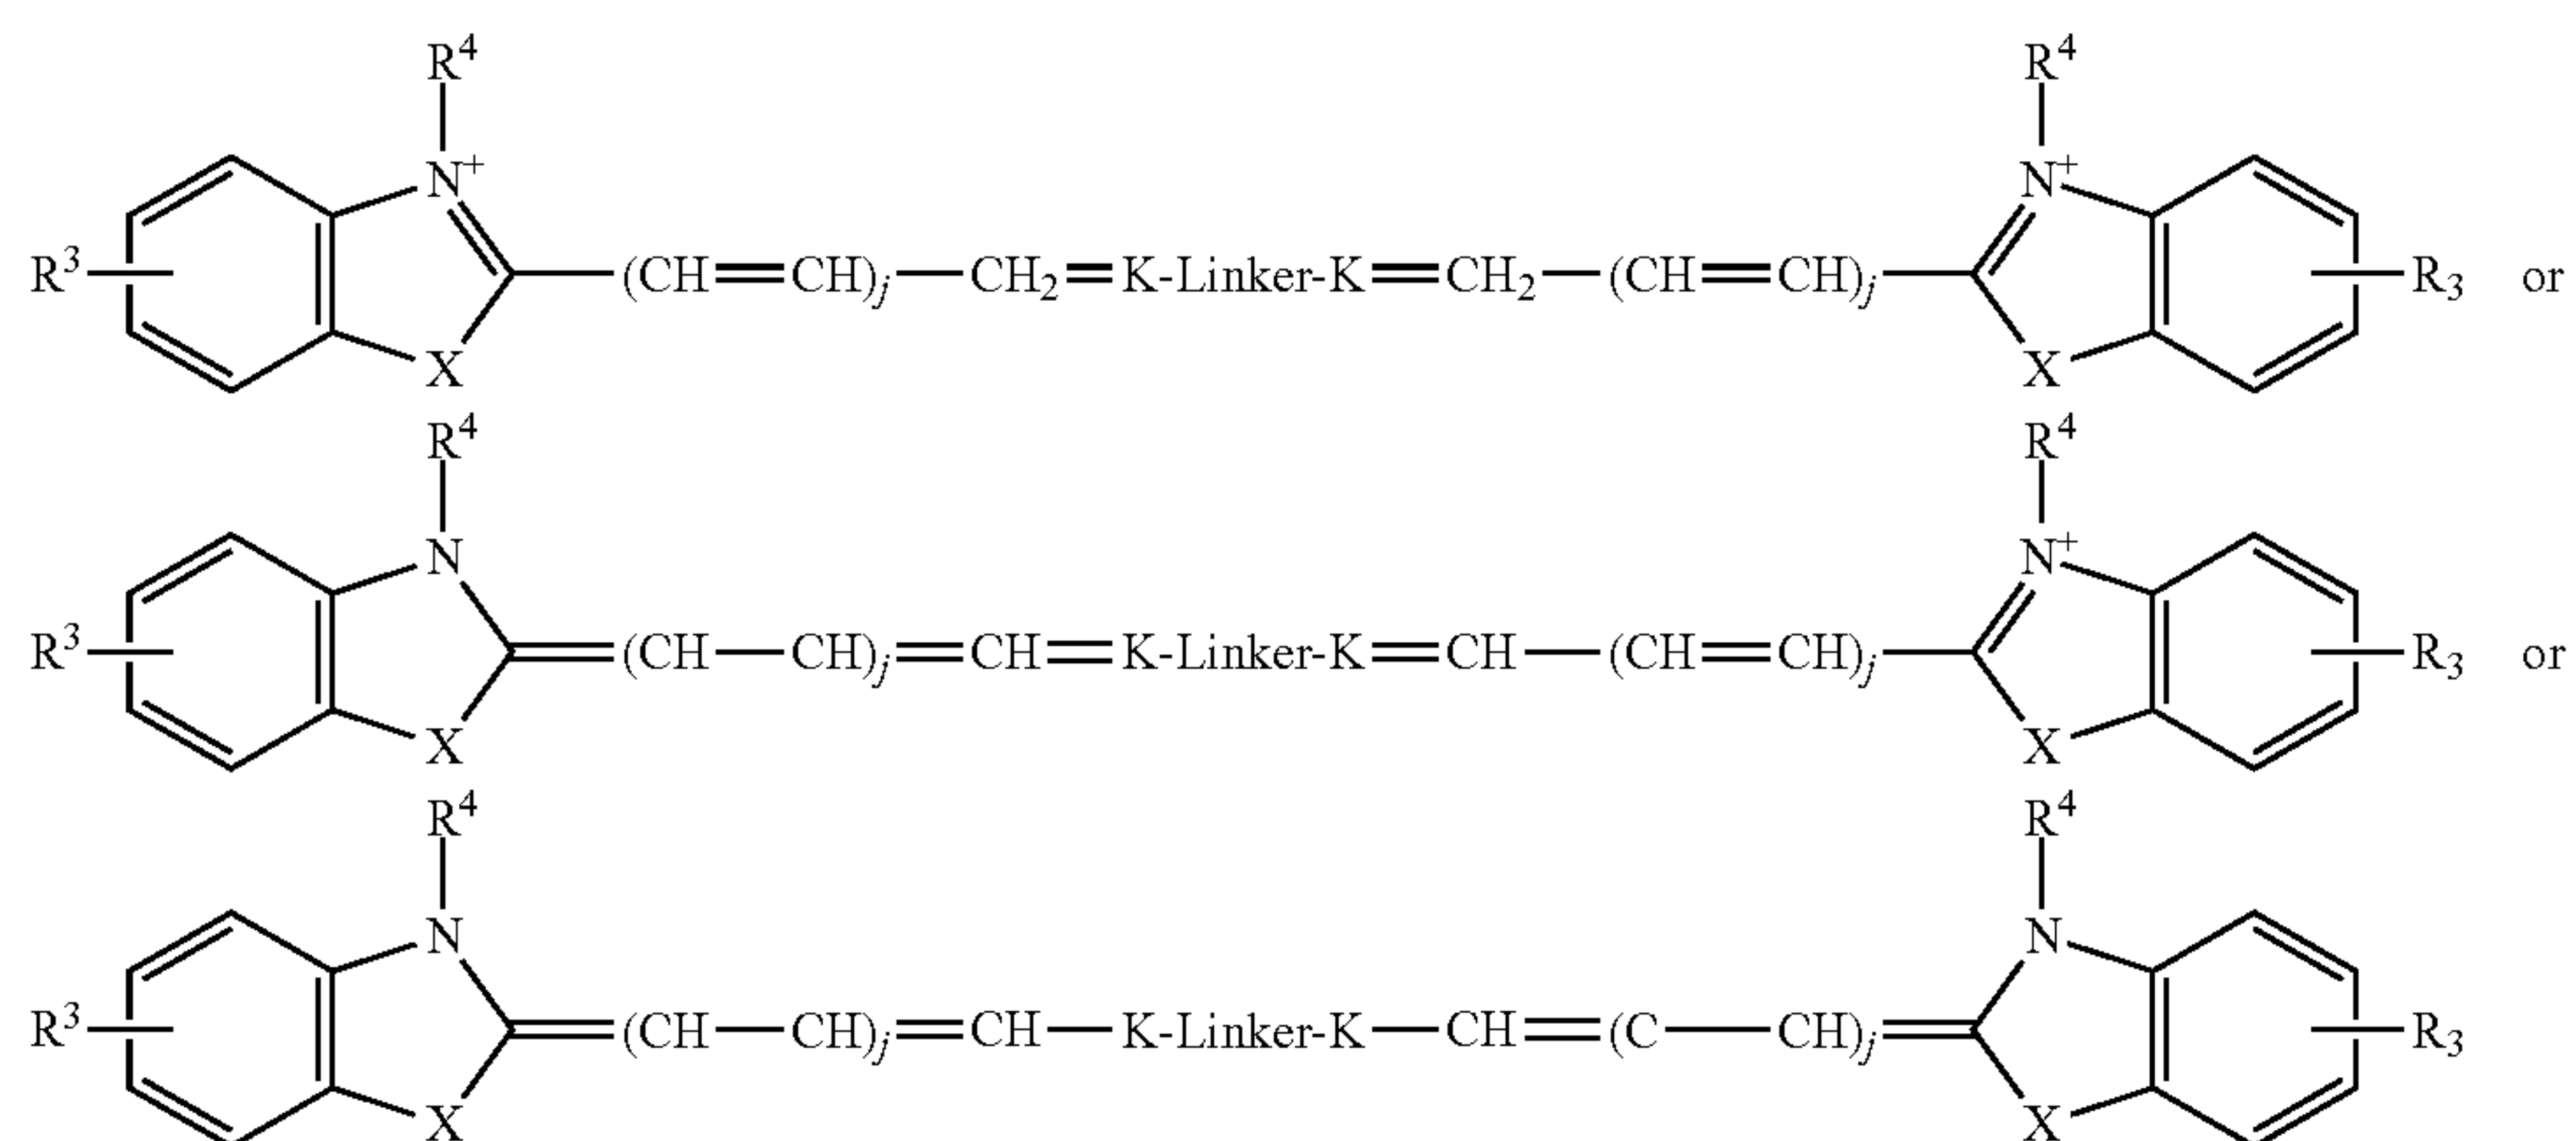 R⁴ R⁴
N⁺ N⁺
R³ (CH=CH)j—CH₂=K-Linker-K=CH₂—(CH=CH)j R₃ or
X X
R⁴ R⁴
N N⁺
R³ =(CH—CH)j=CH=K-Linker-K=CH—(CH=CH)j R₃ or
X X
R⁴ R⁴
N N
R³ =(CH—CH)j=CH—K-Linker-K—CH=(C—CH)j= R₃
X X